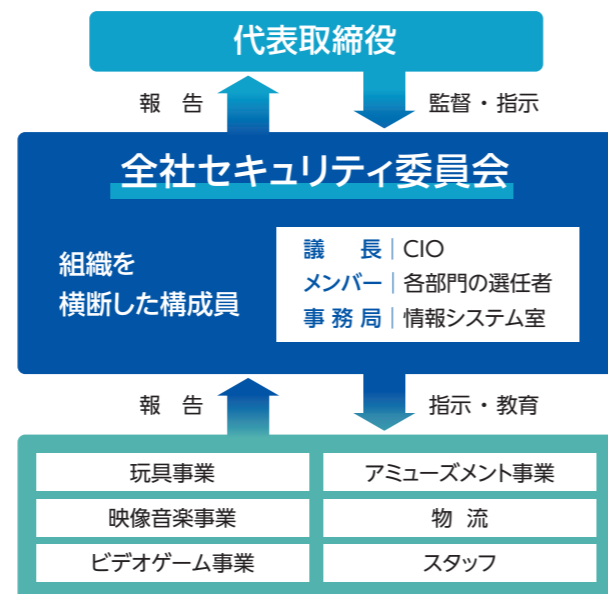 代表取締役
報 告
監督・指示
全社セキュリティ委員会
組織を
横断した構成員
議 長｜CIO
メンバー｜各部門の選任者
事務局｜情報システム室
報 告
指示・教育
玩具事業
アミューズメント事業
映像音楽事業
物 流
ビデオゲーム事業
スタッフ